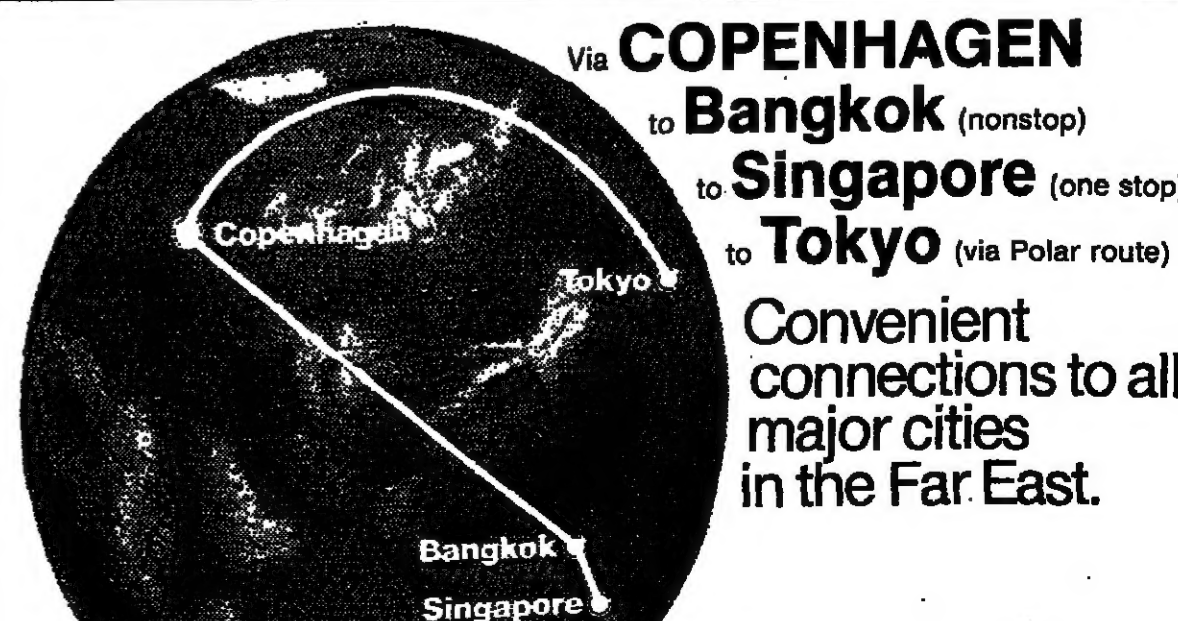 Via COPENHAGEN
to Bangkok (nonstop)
to Singapore (one stop)
to Tokyo (via Polar route)
Convenient
connections to all
major cities
in the Far East.
Copenhagen
Tokyo
Bangkok
Singapore